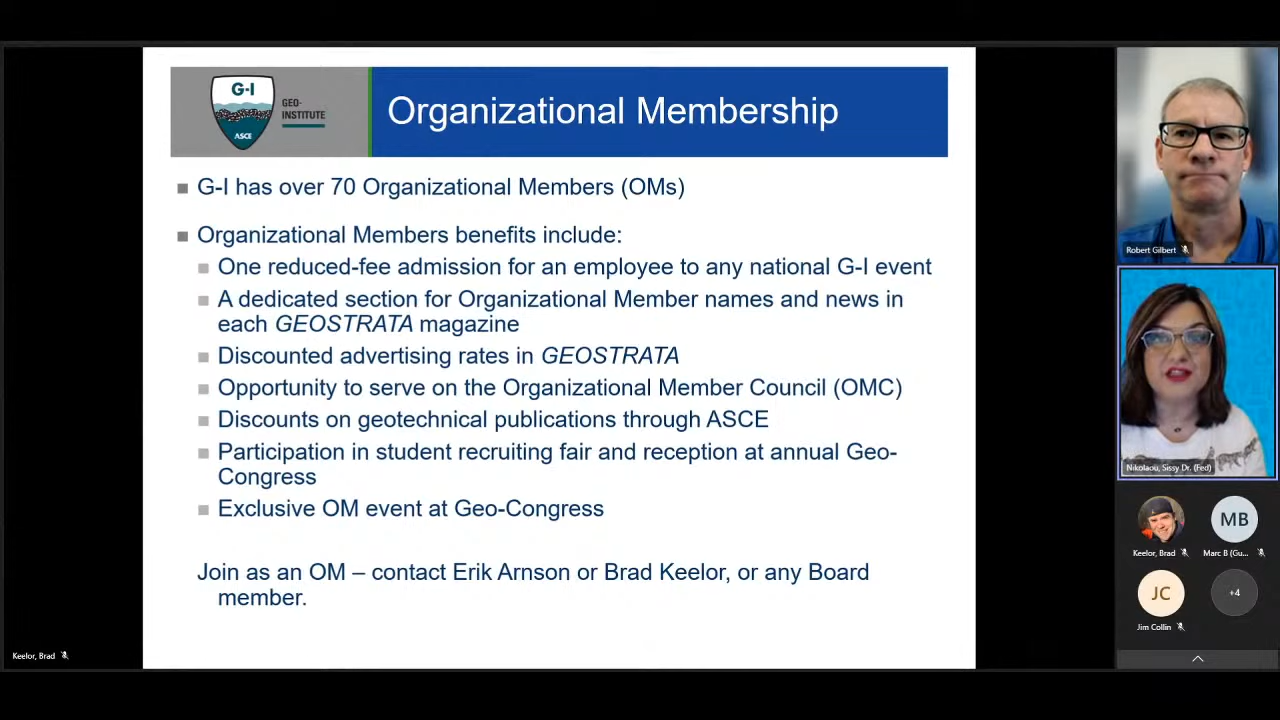 G-I
ASCE
GEO-
INSTITUTE
Organizational Membership
G-I has over 70 Organizational Members (OMs)
Organizational Members benefits include:
One reduced-fee admission for an employee to any national G-I event
A dedicated section for Organizational Member names and news in
each GEOSTRATA magazine
Discounted advertising rates in GEOSTRATA
Opportunity to serve on the Organizational Member Council (OMC)
Discounts on geotechnical publications through ASCE
Participation in student recruiting fair and reception at annual Geo-
Congress
Exclusive OM event at Geo-Congress
Join as an OM – contact Erik Arnson or Brad Keelor, or any Board
member.
Keelor, Brad
Robert Gilbert
Nikolaou, Sissy Dr. (Fed)
Keelor, Brad
MB
Marc B (Gu...
JC
Jim Collin
+4